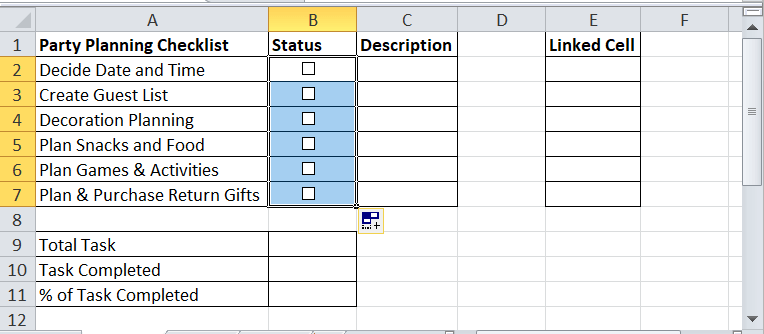 A B C D E F
1 Party Planning Checklist Status Description Linked Cell
2 Decide Date and Time
3 Create Guest List
4 Decoration Planning
5 Plan Snacks and Food
6 Plan Games & Activities
7 Plan & Purchase Return Gifts
8
9 Total Task
10 Task Completed
11 % of Task Completed
12